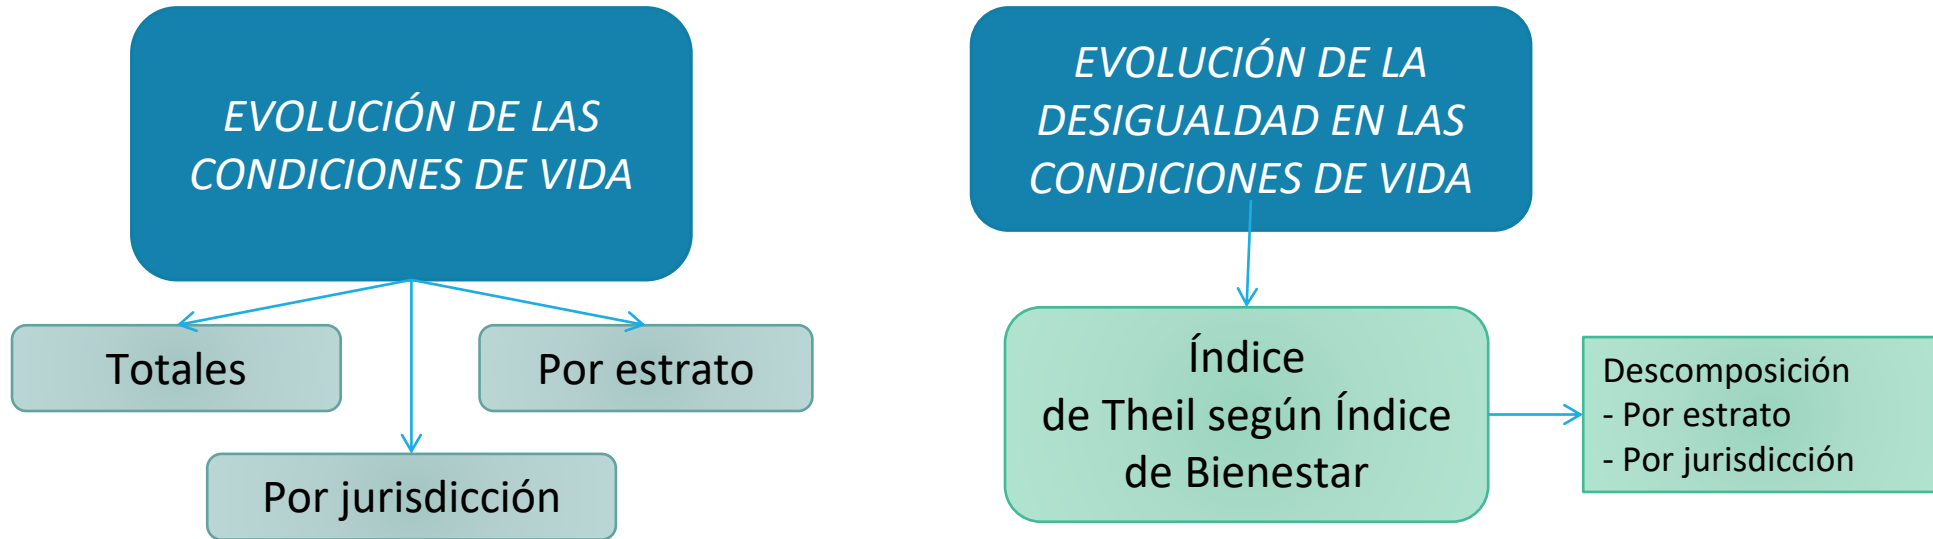 EVOLUCIÓN DE LAS
CONDICIONES DE VIDA
Totales
Por estrato
Por jurisdicción
EVOLUCIÓN DE LA
DESIGUALDAD EN LAS
CONDICIONES DE VIDA
Índice
de Theil según Índice
de Bienestar
Descomposición
- Por estrato
- Por jurisdicción